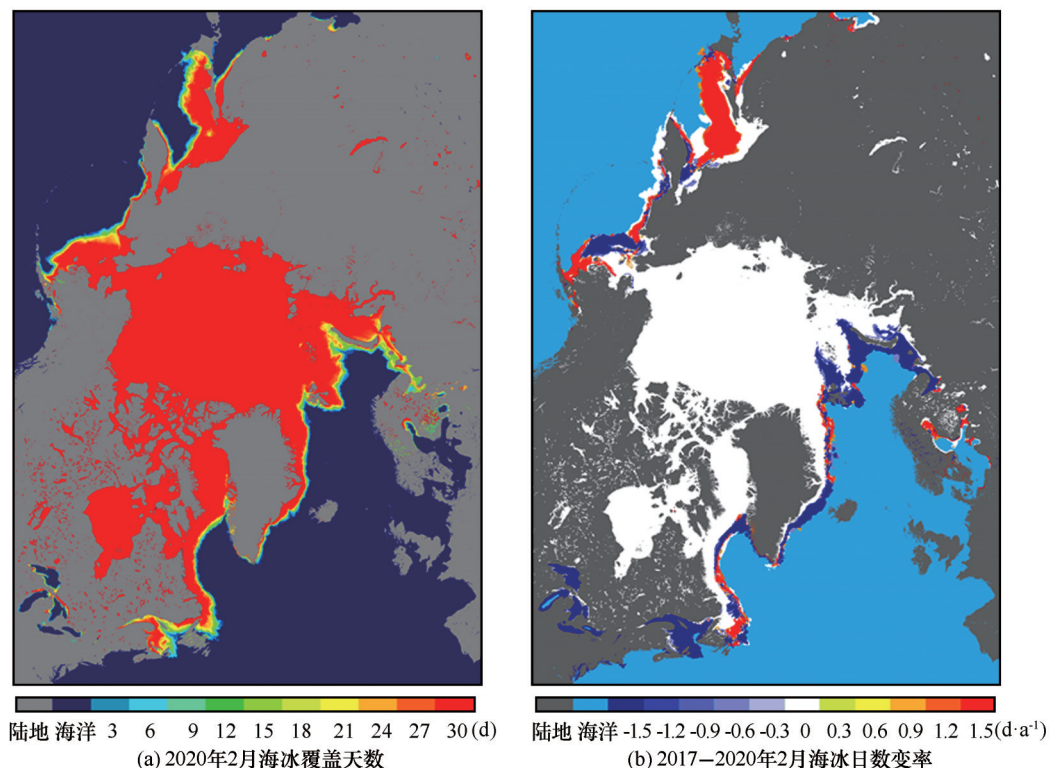 陆地 海洋 3 6 9 12 15 18 21 24 27 30 (d)
(a) 2020年2月海冰覆盖天数
陆地 海洋 -1.5 -1.2 -0.9 -0.6 -0.3 0 0.3 0.6 0.9 1.2 1.5(d·a⁻¹)
(b) 2017—2020年2月海冰日数变率